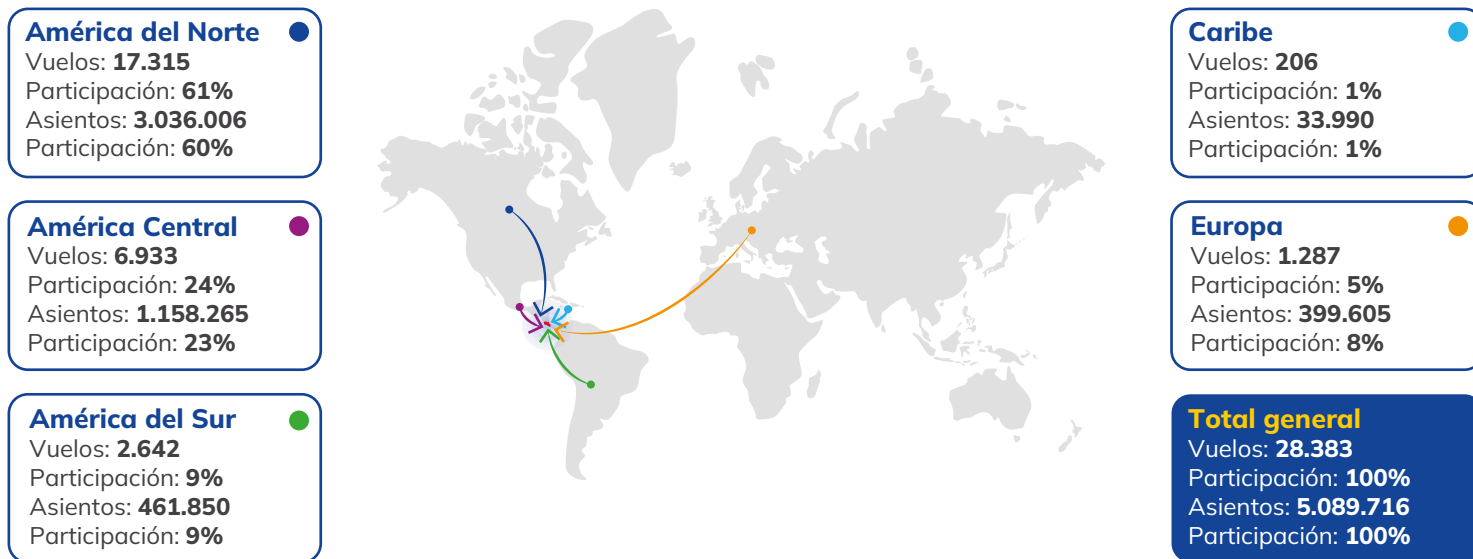 América del Norte
Vuelos: 17.315
Participación: 61%
Asientos: 3.036.006
Participación: 60%
América Central
Vuelos: 6.933
Participación: 24%
Asientos: 1.158.265
Participación: 23%
América del Sur
Vuelos: 2.642
Participación: 9%
Asientos: 461.850
Participación: 9%
Caribe
Vuelos: 206
Participación: 1%
Asientos: 33.990
Participación: 1%
Europa
Vuelos: 1.287
Participación: 5%
Asientos: 399.605
Participación: 8%
Total general
Vuelos: 28.383
Participación: 100%
Asientos: 5.089.716
Participación: 100%